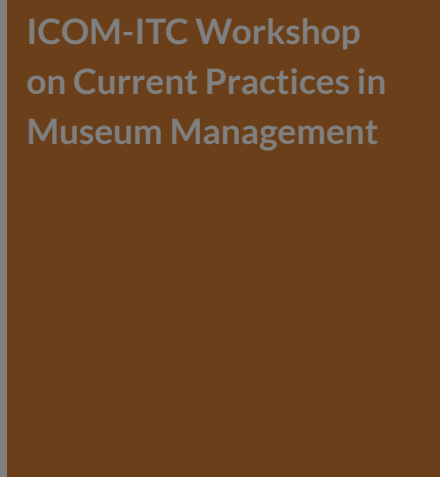 ICOM-ITC Workshop
on Current Practices in
Museum Management